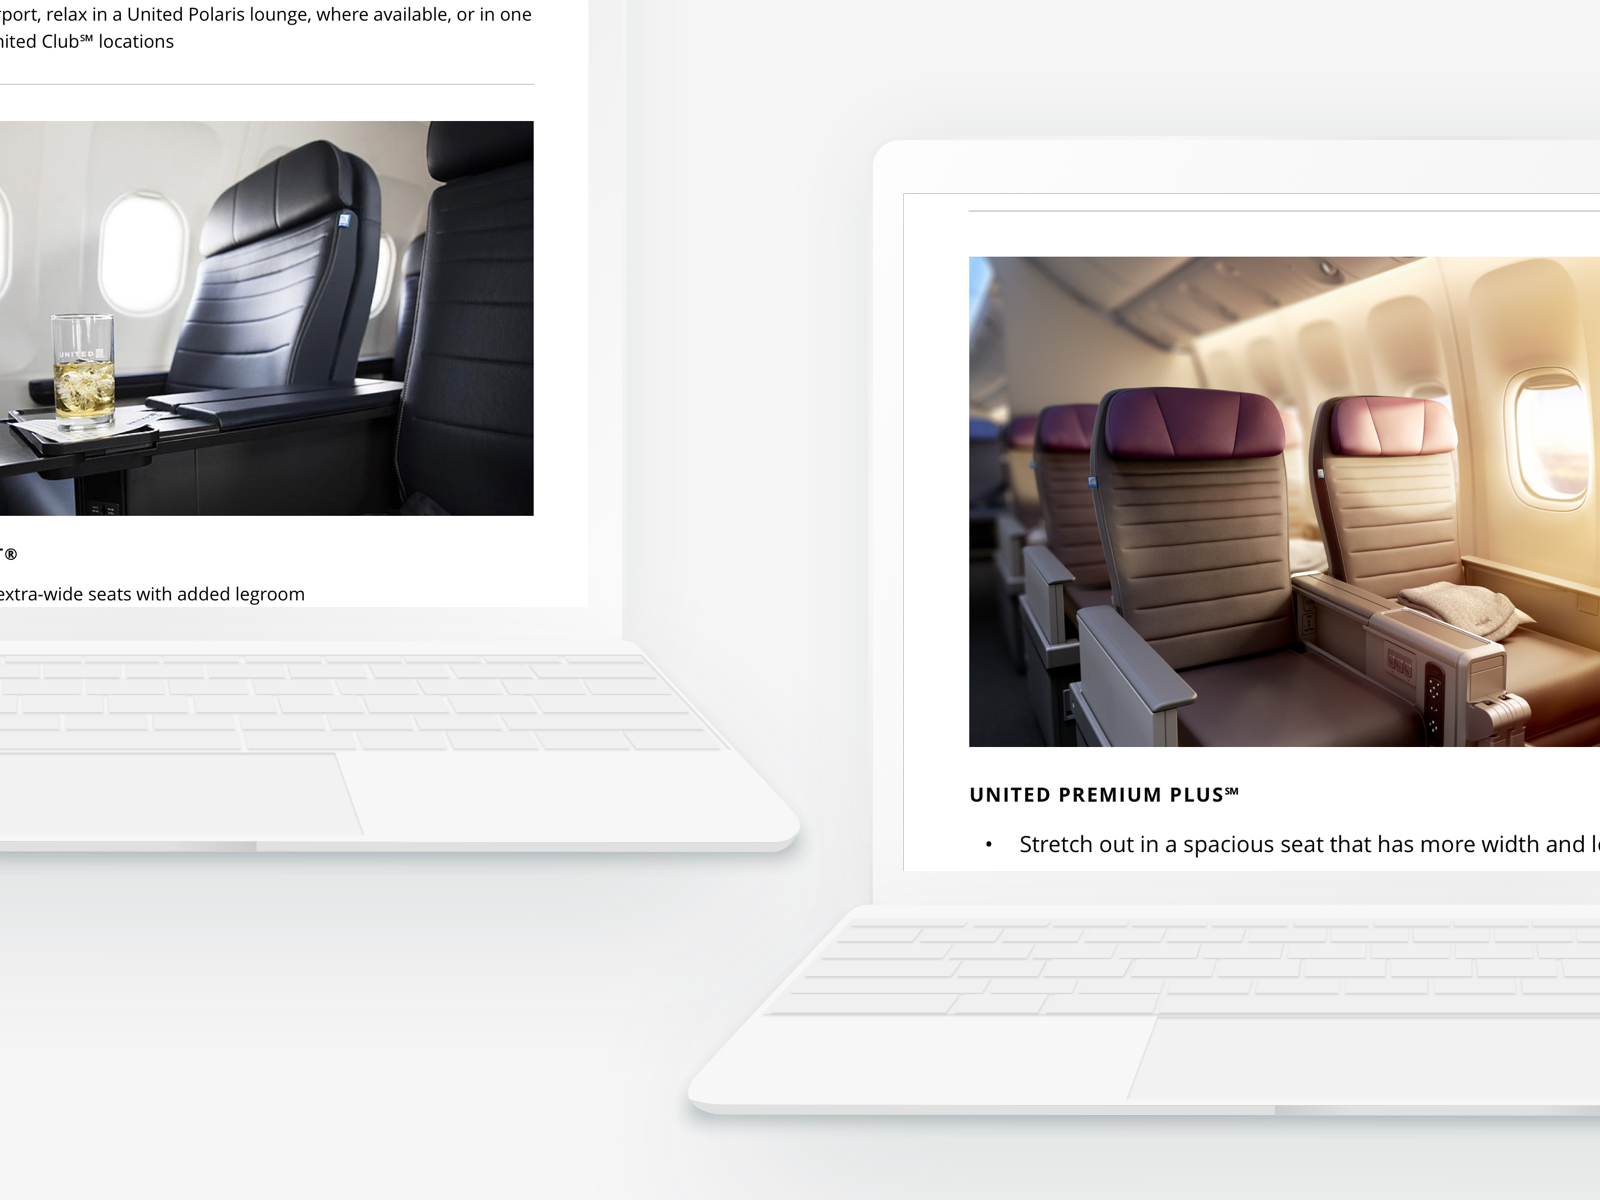 rport, relax in a United Polaris lounge, where available, or in one
nited Club℠ locations
UNITED
T®
extra-wide seats with added legroom
UNITED PREMIUM PLUS℠
• Stretch out in a spacious seat that has more width and le